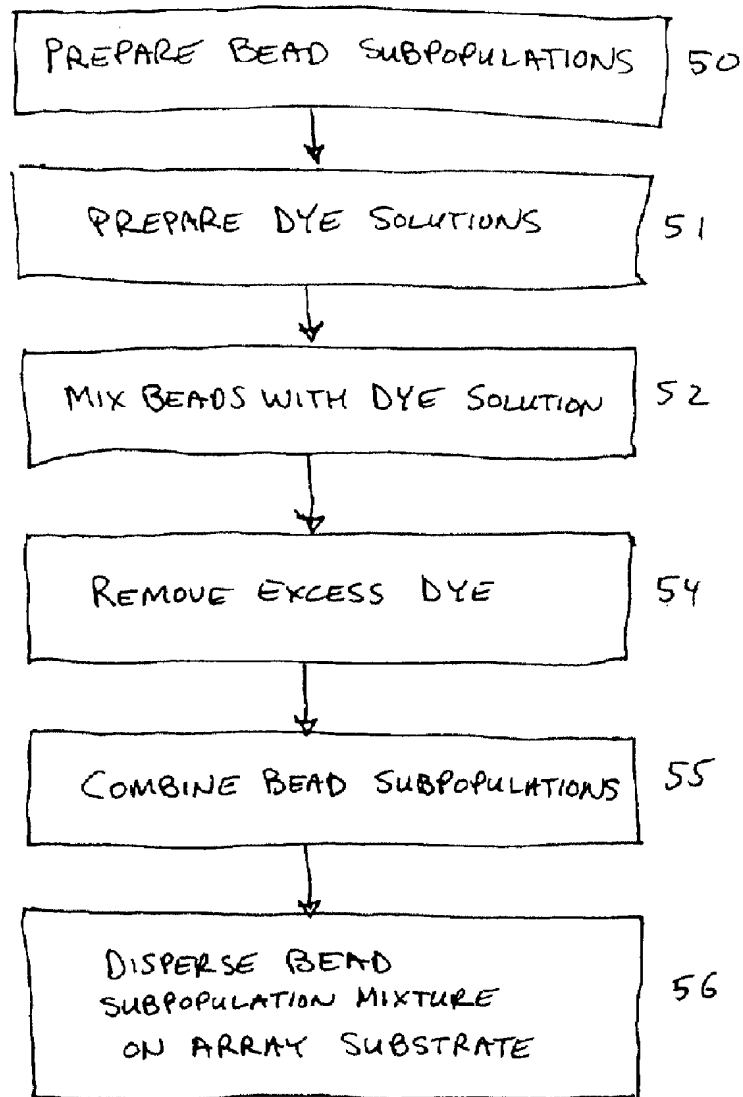 PREPARE BEAD SUBPOPULATIONS 50
PREPARE DYE SOLUTIONS 51
MIX BEADS WITH DYE SOLUTION 52
REMOVE EXCESS DYE 54
COMBINE BEAD SUBPOPULATIONS 55
DISPERSE BEAD
SUBPOPULATION MIXTURE 56
ON ARRAY SUBSTRATE